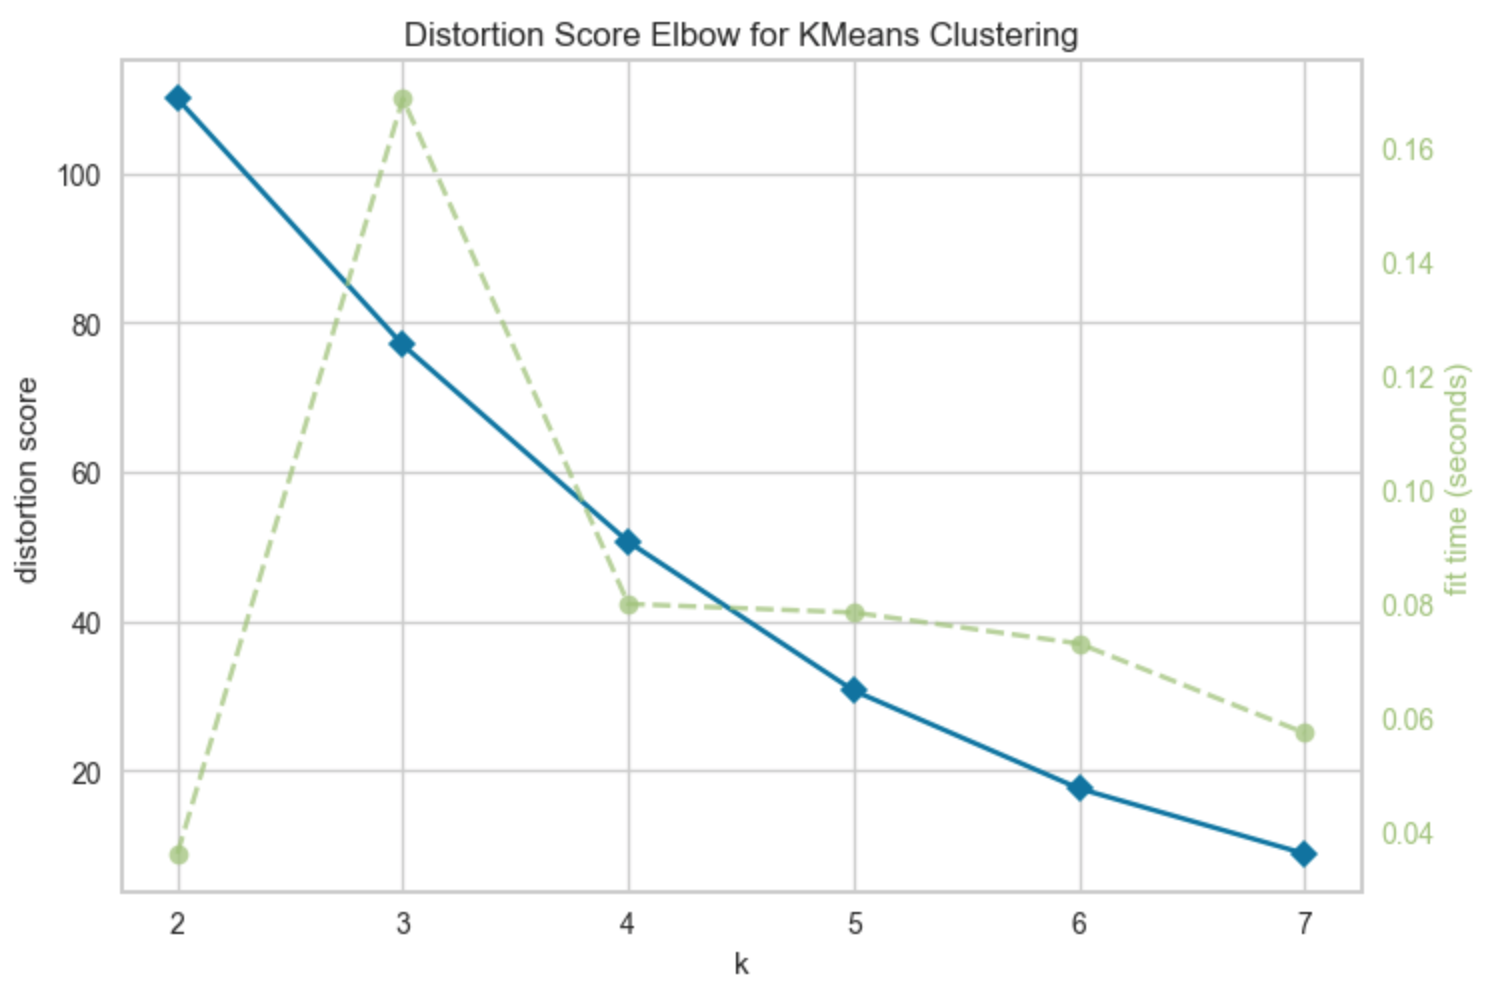 Distortion Score Elbow for KMeans Clustering
distortion score
100
80
60
40
20
0.16
0.14
0.12
0.10
0.08
0.06
0.04
fit time (seconds)
2 3 4 5 6 7
k